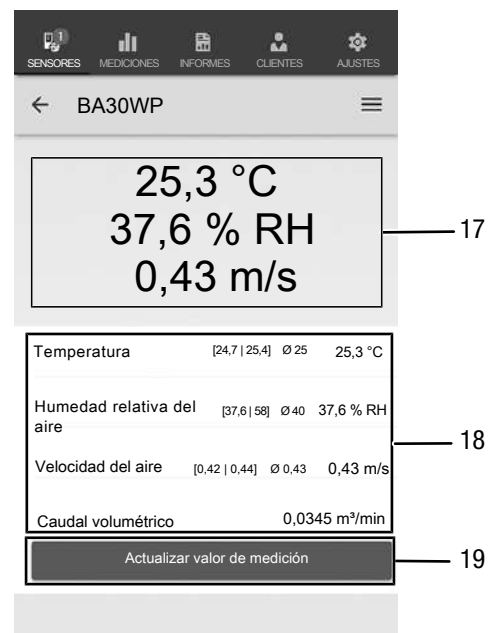 1
SENSORES MEDICIONES INFORMES CLIENTES AJUSTES
BA30WP
25,3 °C
37,6 % RH
0,43 m/s
17
Temperatura [24,7 | 25,4] Ø 25 25,3 °C
Humedad relativa del aire [37,6 | 58] Ø 40 37,6 % RH
18
Velocidad del aire [0,42 | 0,44] Ø 0,43 0,43 m/s
Caudal volumétrico 0,0345 m³/min
Actualizar valor de medición
19